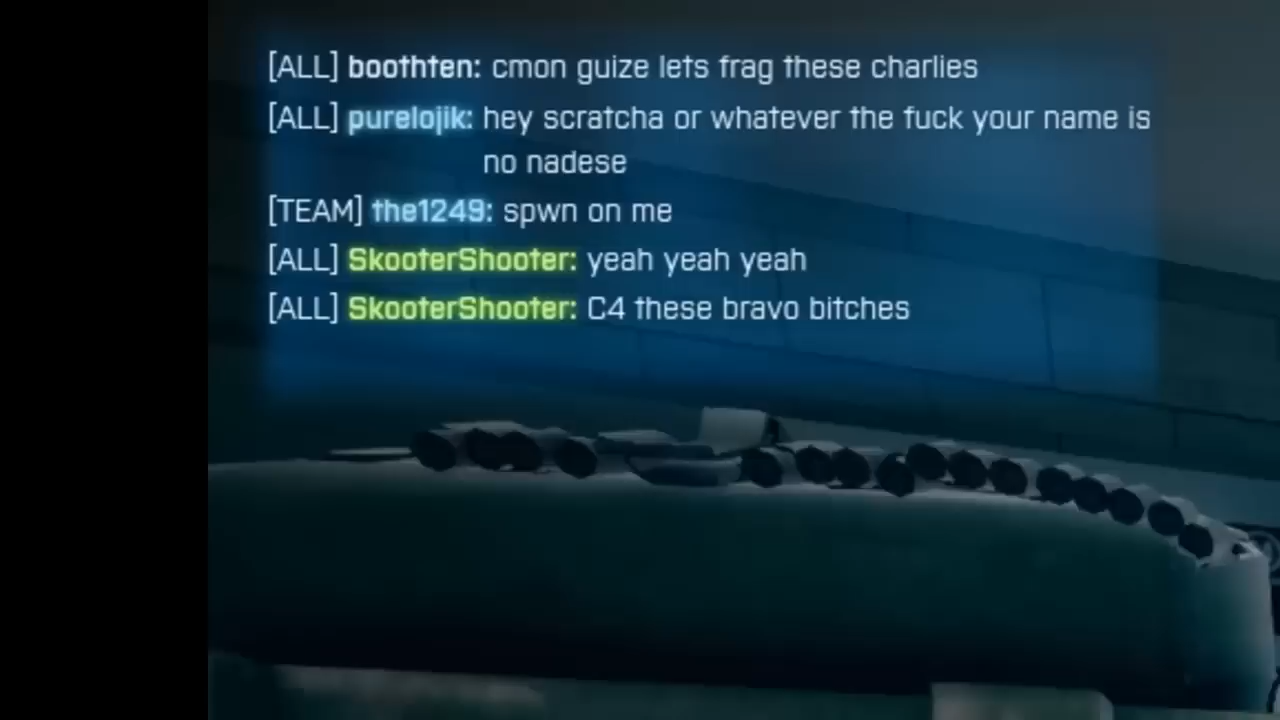 [ALL] boothten: cmon guize lets frag these charlies
[ALL] purelojik: hey scratcha or whatever the fuck your name is
no nadese
[TEAM] the1249: spwn on me
[ALL] SkooterShooter: yeah yeah yeah
[ALL] SkooterShooter: C4 these bravo bitches